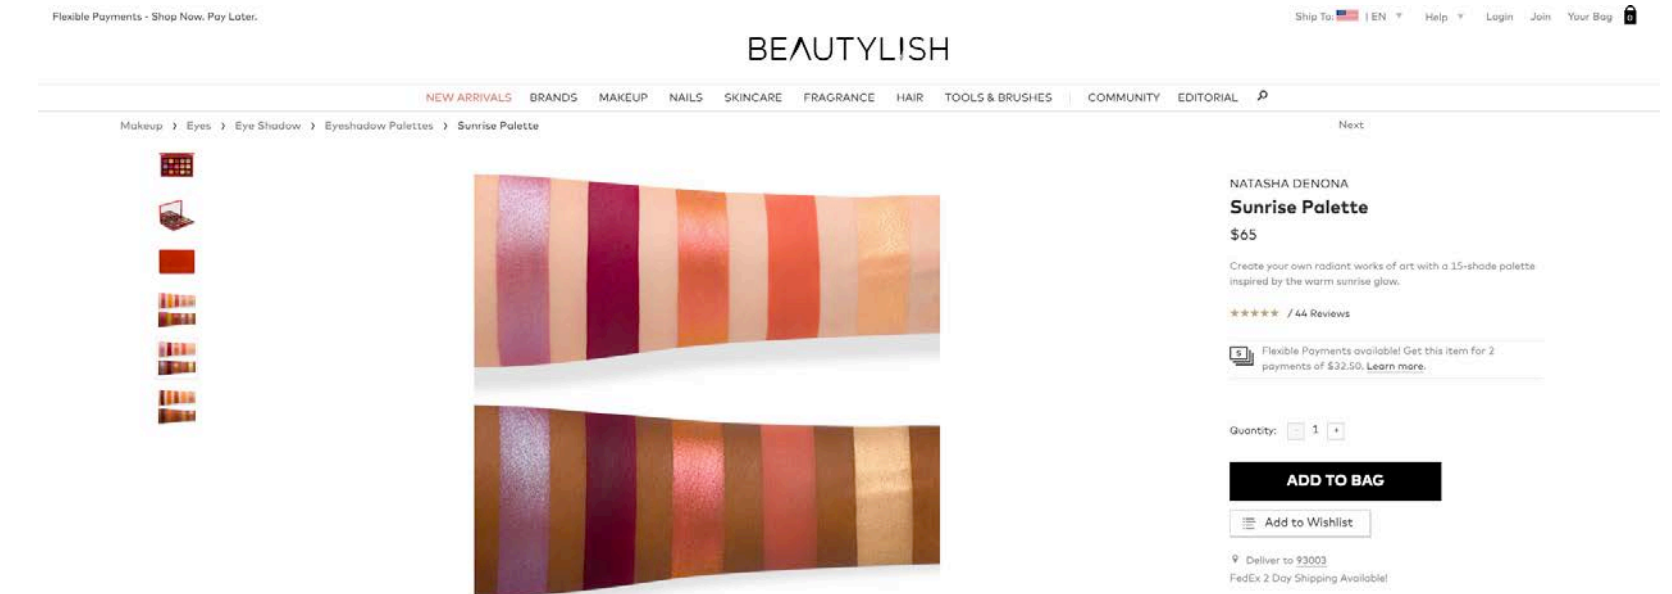 Flexible Payments - Shop Now. Pay Later.
Ship To: | EN Help Login Join Your Bag 0
BEAUTYLISH
NEW ARRIVALS BRANDS MAKEUP NAILS SKINCARE FRAGRANCE HAIR TOOLS & BRUSHES | COMMUNITY EDITORIAL
Makeup > Eyes > Eye Shadow > Eyeshadow Palettes > Sunrise Palette
Next
NATASHA DENONA
Sunrise Palette
$65
Create your own radiant works of art with a 15-shade palette
inspired by the warm sunrise glow.
★★★★★ / 44 Reviews
Flexible Payments available! Get this item for 2
payments of $32.50. Learn more.
Quantity: - 1 +
ADD TO BAG
Add to Wishlist
Deliver to 93003
FedEx 2 Day Shipping Available!